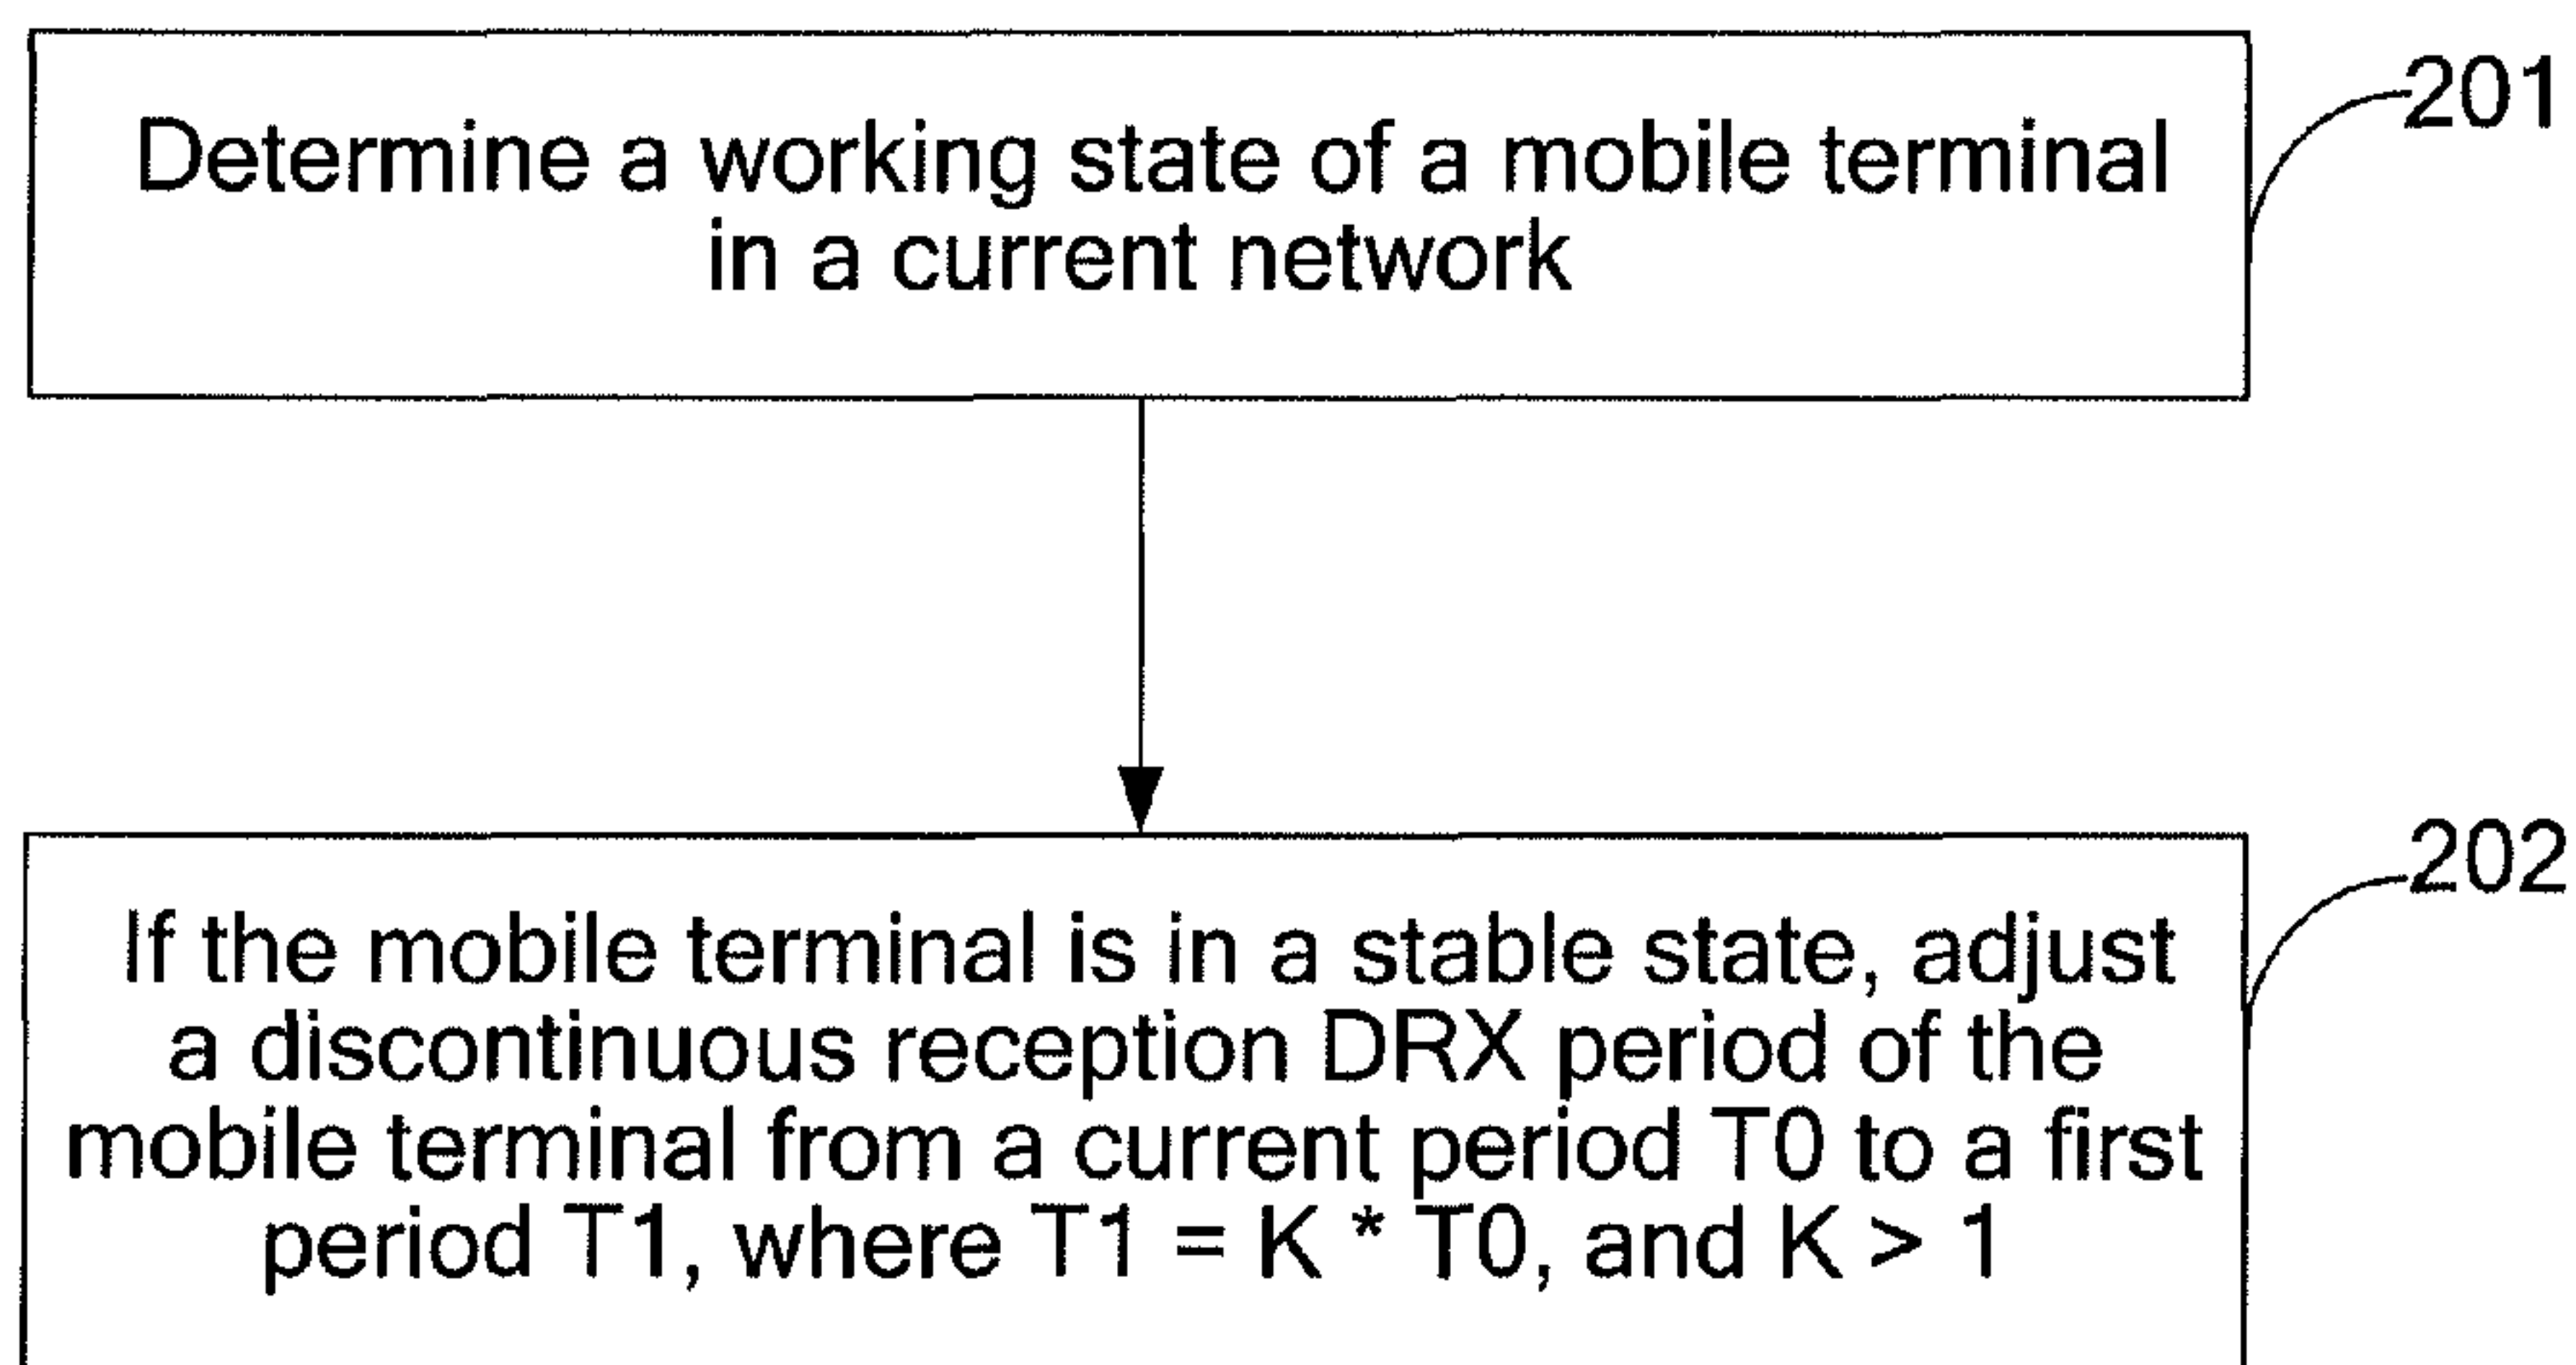 201
Determine a working state of a mobile terminal
in a current network
202
If the mobile terminal is in a stable state, adjust
a discontinuous reception DRX period of the
mobile terminal from a current period T0 to a first
period T1, where T1 = K * T0, and K > 1